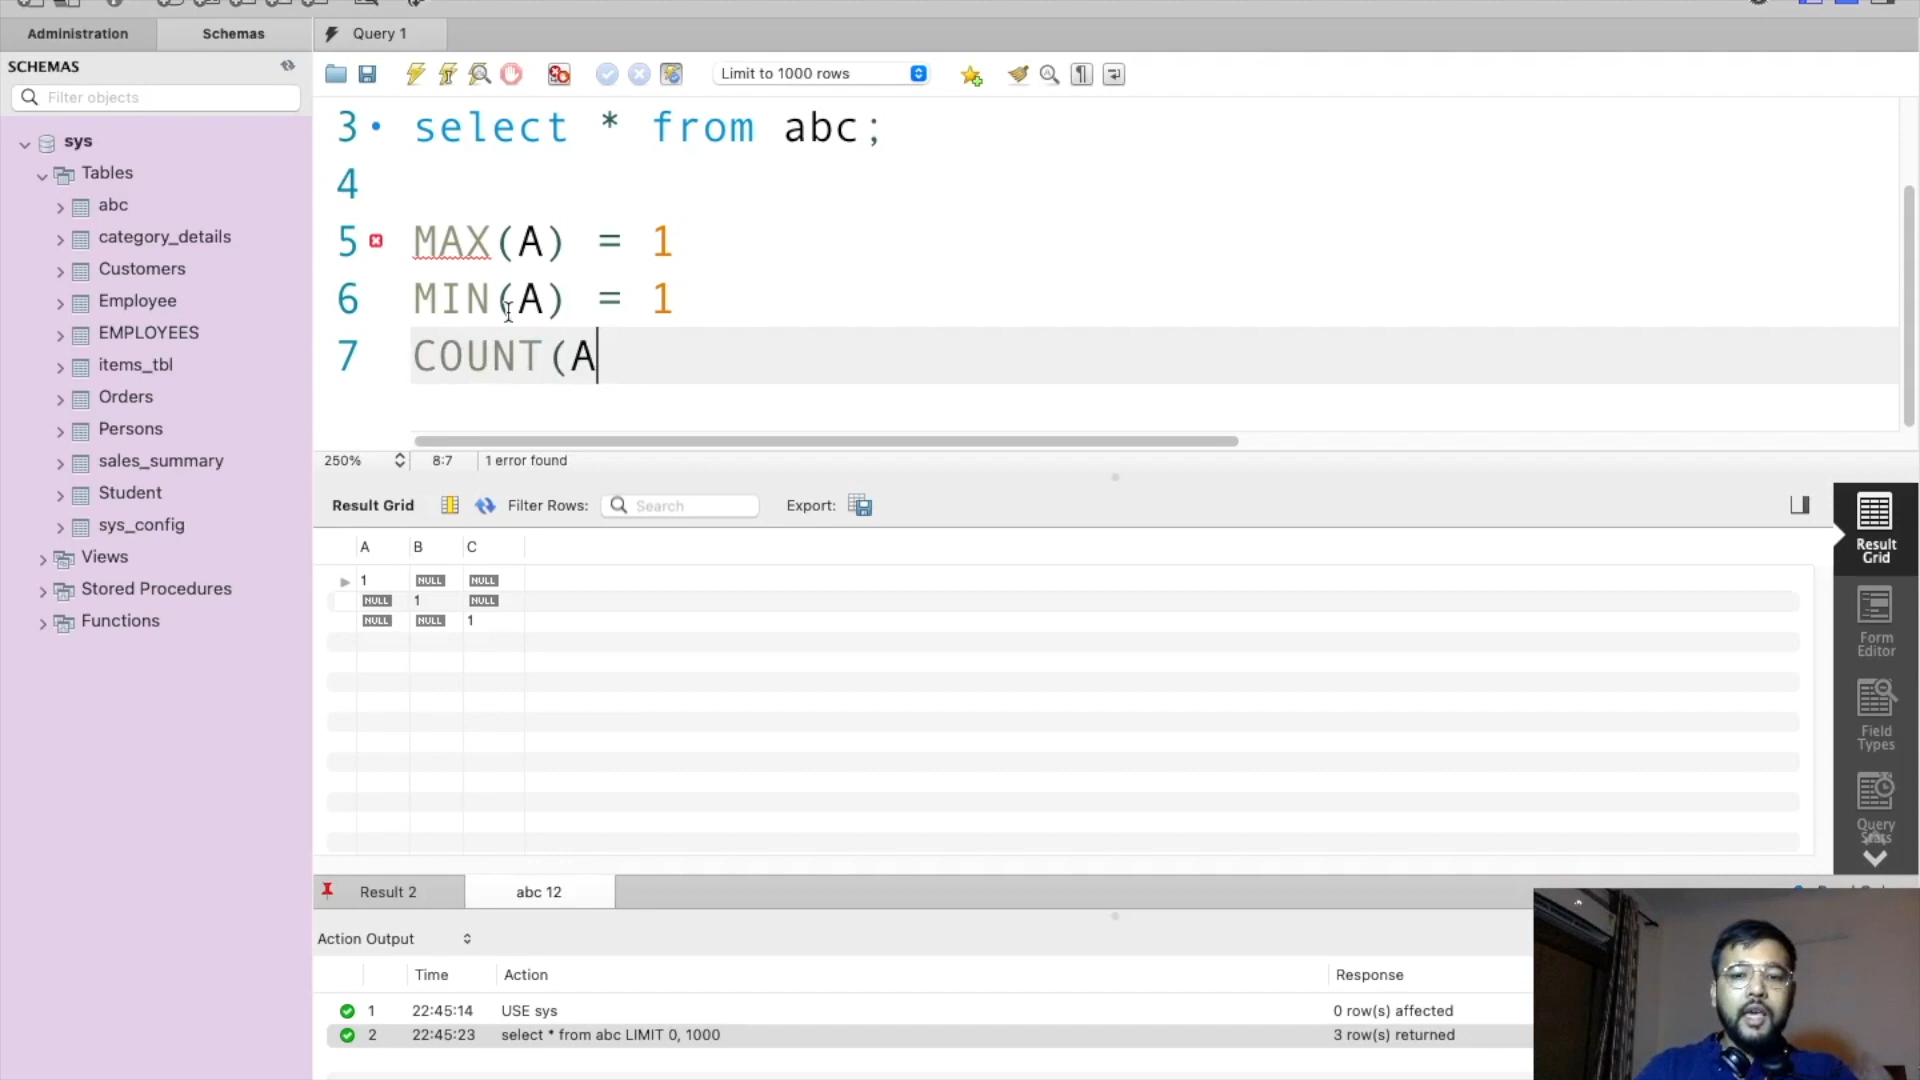 Administration
Schemas
Query 1
SCHEMAS
Filter objects
Limit to 1000 rows
sys
Tables
abc
category_details
Customers
Employee
EMPLOYEES
items_tbl
Orders
Persons
sales_summary
Student
sys_config
Views
Stored Procedures
Functions
3 select * from abc;
4
5 MAX(A) = 1
6 MIN(A) = 1
7 COUNT(A
250% 8:7 1 error found
Result Grid Filter Rows: Search Export:
A B C
1 NULL NULL
NULL 1 NULL
NULL NULL 1
Result Grid
Form Editor
Field Types
Query Stats
Result 2
abc 12
Action Output
Time Action Response
1 22:45:14 USE sys 0 row(s) affected
2 22:45:23 select * from abc LIMIT 0, 1000 3 row(s) returned